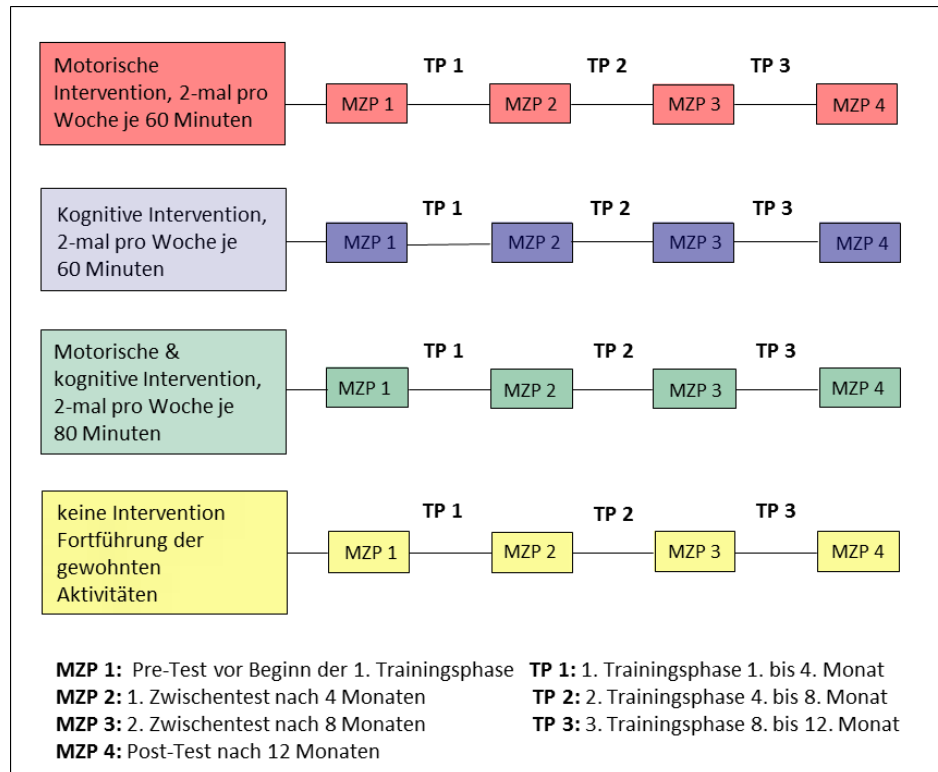 TP 1 TP 2 TP 3
Motorische
Intervention, 2-mal pro
Woche je 60 Minuten
MZP 1 MZP 2 MZP 3 MZP 4
TP 1 TP 2 TP 3
Kognitive Intervention,
2-mal pro Woche je
60 Minuten
MZP 1 MZP 2 MZP 3 MZP 4
TP 1 TP 2 TP 3
Motorische &
kognitive Intervention,
2-mal pro Woche je
80 Minuten
MZP 1 MZP 2 MZP 3 MZP 4
TP 1 TP 2 TP 3
keine Intervention
Fortführung der
gewohnten
Aktivitäten
MZP 1 MZP 2 MZP 3 MZP 4
MZP 1: Pre-Test vor Beginn der 1. Trainingsphase
MZP 2: 1. Zwischentest nach 4 Monaten
MZP 3: 2. Zwischentest nach 8 Monaten
MZP 4: Post-Test nach 12 Monaten
TP 1: 1. Trainingsphase 1. bis 4. Monat
TP 2: 2. Trainingsphase 4. bis 8. Monat
TP 3: 3. Trainingsphase 8. bis 12. Monat